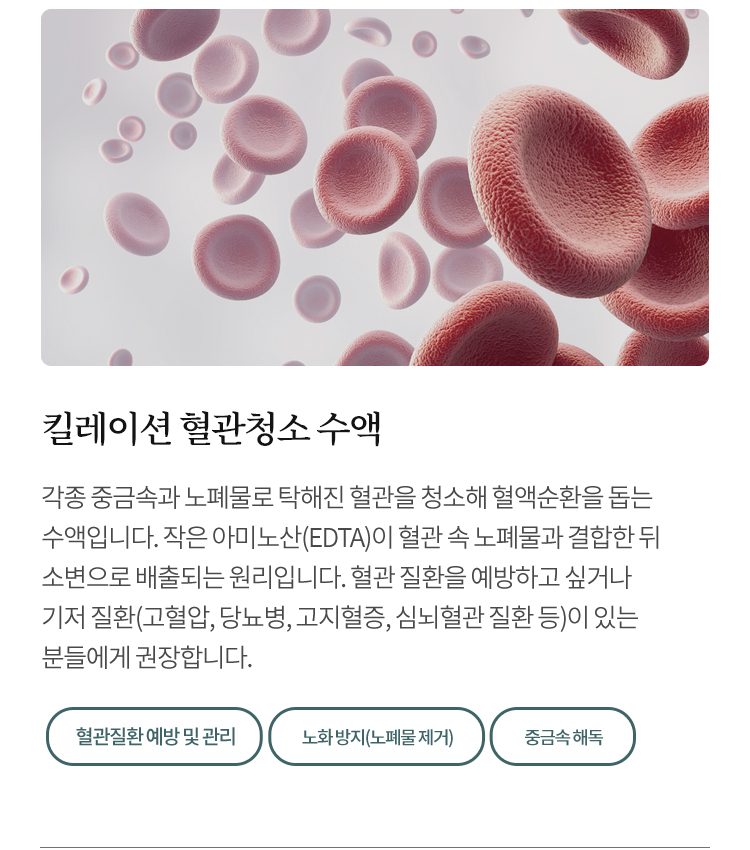 킬레이션 혈관청소 수액
각종 중금속과 노폐물로 탁해진 혈관을 청소해 혈액순환을 돕는
수액입니다. 작은 아미노산(EDTA)이 혈관 속 노폐물과 결합한 뒤
소변으로 배출되는 원리입니다. 혈관 질환을 예방하고 싶거나
기저 질환(고혈압, 당뇨병, 고지혈증, 심뇌혈관 질환 등)이 있는
분들에게 권장합니다.
혈관질환 예방 및 관리
노화 방지(노폐물 제거)
중금속 해독